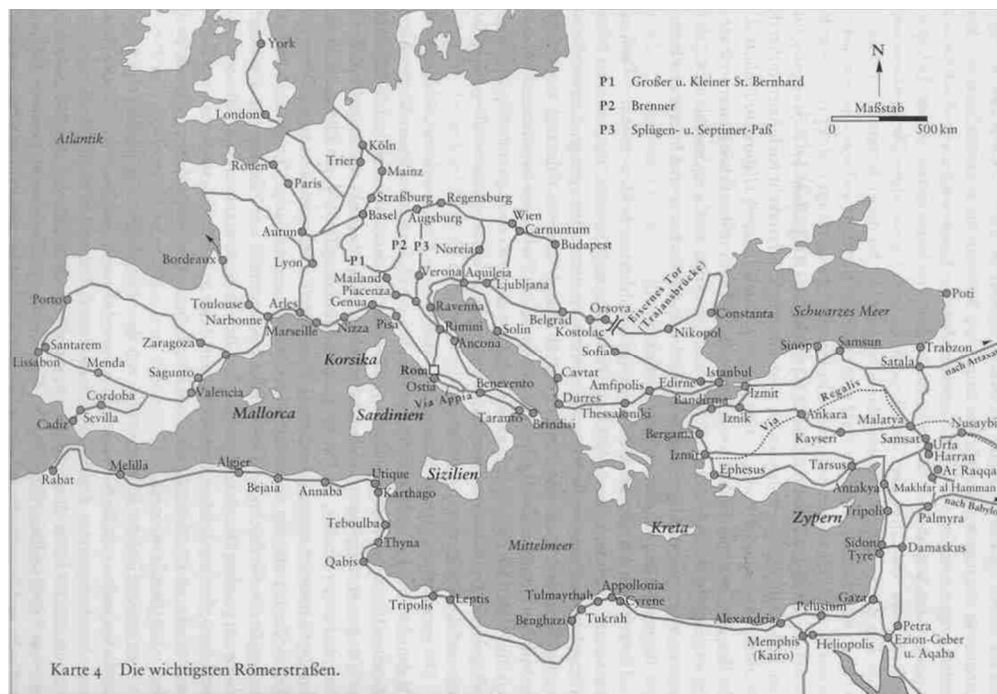 York
London
Atlantik
N
P1 Großer u. Kleiner St. Bernhard
P2 Brenner
P3 Splügen- u. Septimer-Paß
Maßstab
0 500 km
Köln
Trier
Mainz
Rouen
Paris
Straßburg
Basel
Regensburg
Augsburg
Wien
Carnuntum
Budapest
Noreia
Autun
Lyon
P1
P2
P3
Bordeaux
Mailand
Piacenza
Verona
Aquileia
Ljubljana
Genua
Ravenna
Toulouse
Narbonne
Arles
Marseille
Nizza
Pisa
Rimini
Ancona
Solin
Belgrad
Orsova
Kostolac
Eisernes Tor
(Trajansbrücke)
Constanta
Nikopol
Sofia
Schwarzes Meer
Poti
Porto
Santarem
Lissabon
Menda
Zaragoza
Sagunto
Valencia
Cordoba
Sevilla
Cadiz
Korsika
Mallorca
Sardinien
Rom
Ostia
Via Appia
Benevento
Taranto
Brindisi
Cavtat
Durres
Amfipolis
Thessaloniki
Edirne
Istanbul
Bandirma
Izmit
Iznik
Sinop
Samsun
Trabzon
Satala
nach Artaxa
Via
Regalis
Ankara
Kayseri
Malatya
Samsat
Nusaybi
Urfa
Harran
Ar Raqqa
Makhfar al Hamman
nach Babylo
Bergama
Izmir
Ephesus
Tarsus
Antakya
Zypern
Tripoli
Palmyra
Sidon
Tyre
Damaskus
Rabat
Melilla
Algier
Bejaia
Annaba
Utique
Karthago
Sizilien
Teboulba
Thyna
Qabis
Mittelmeer
Kreta
Tripolis
Leptis
Appollonia
Tulmaythah
Cyrene
Tukrah
Benghazi
Alexandria
Pelusium
Gaza
Petra
Memphis
(Kairo)
Heliopolis
Ezion-Geber
u. Aqaba
Karte 4 Die wichtigsten Römerstraßen.